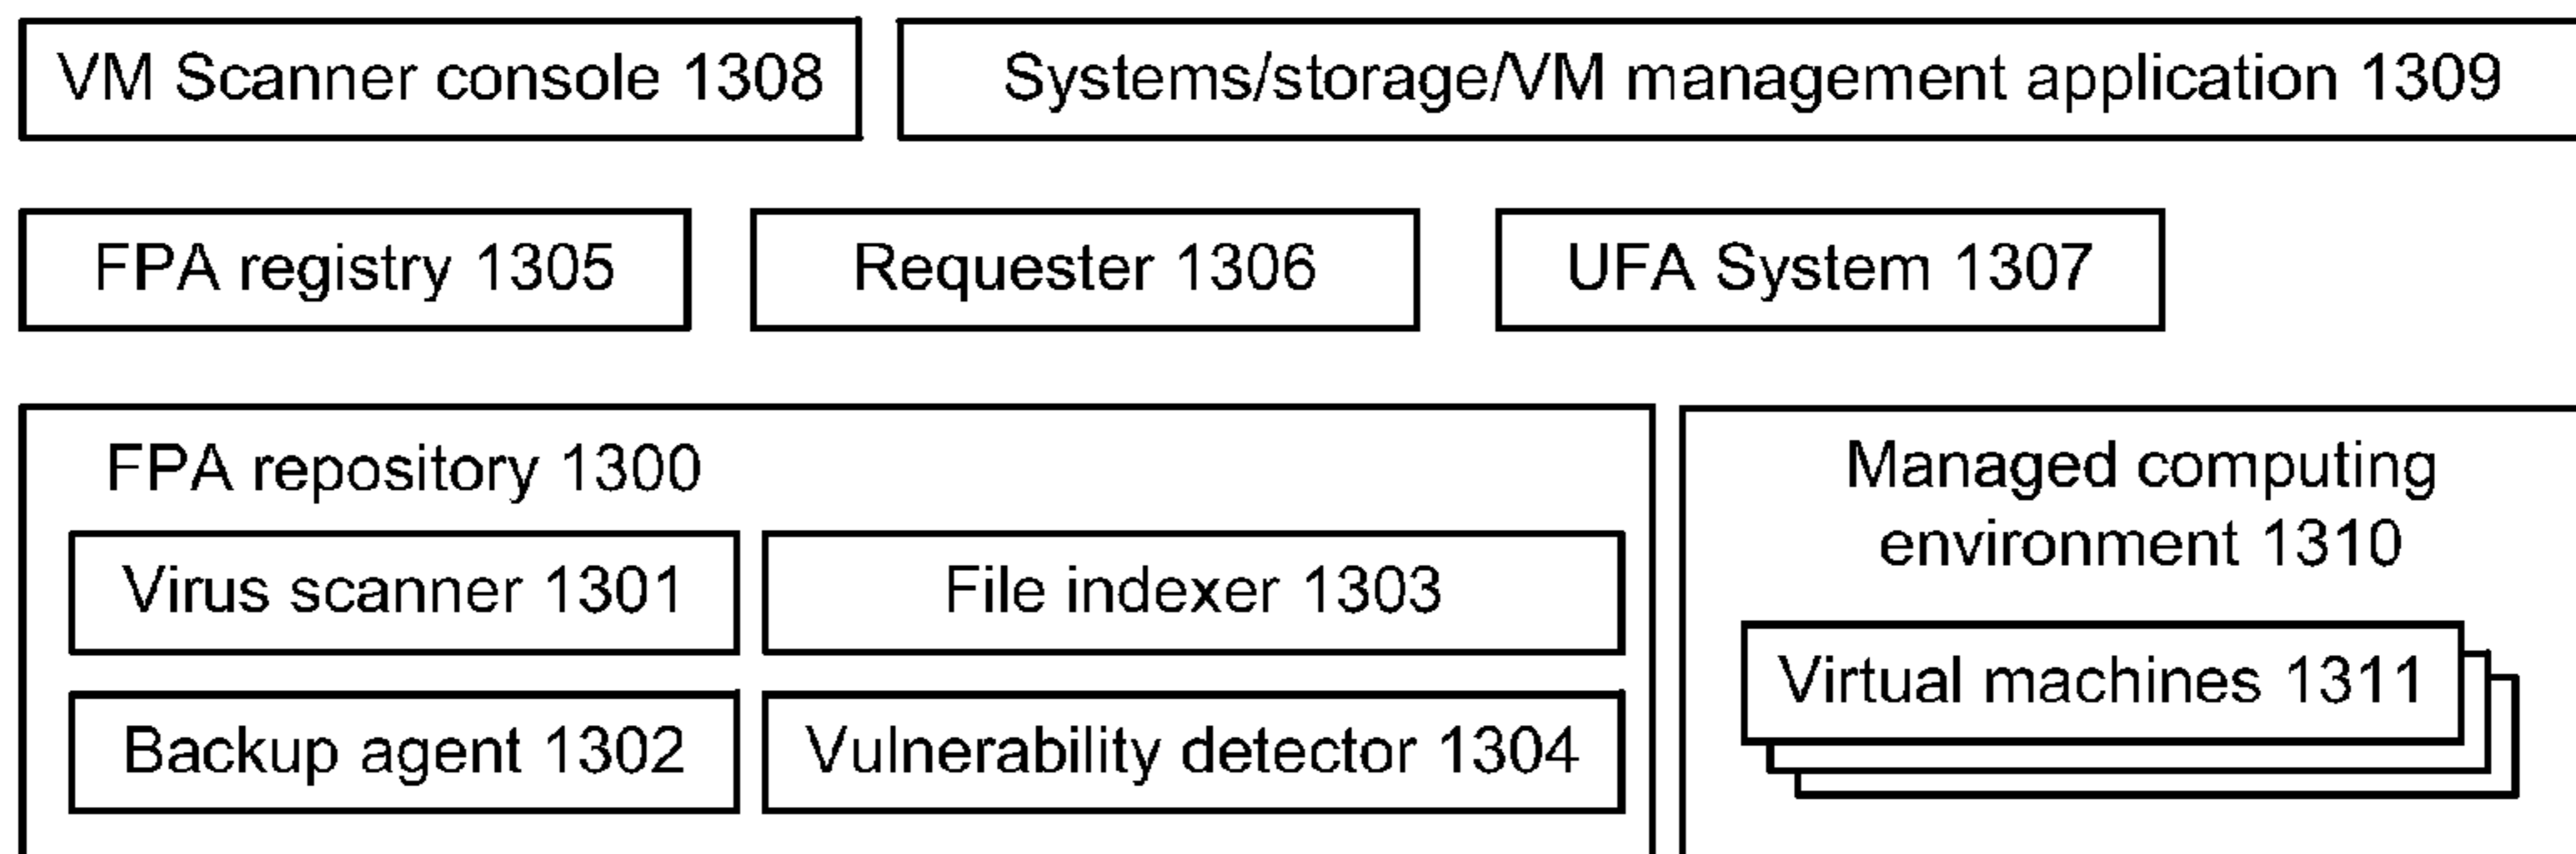 VM Scanner console 1308
Systems/storage/VM management application 1309
FPA registry 1305
Requester 1306
UFA System 1307
FPA repository 1300
Virus scanner 1301
File indexer 1303
Backup agent 1302
Vulnerability detector 1304
Managed computing
environment 1310
Virtual machines 1311